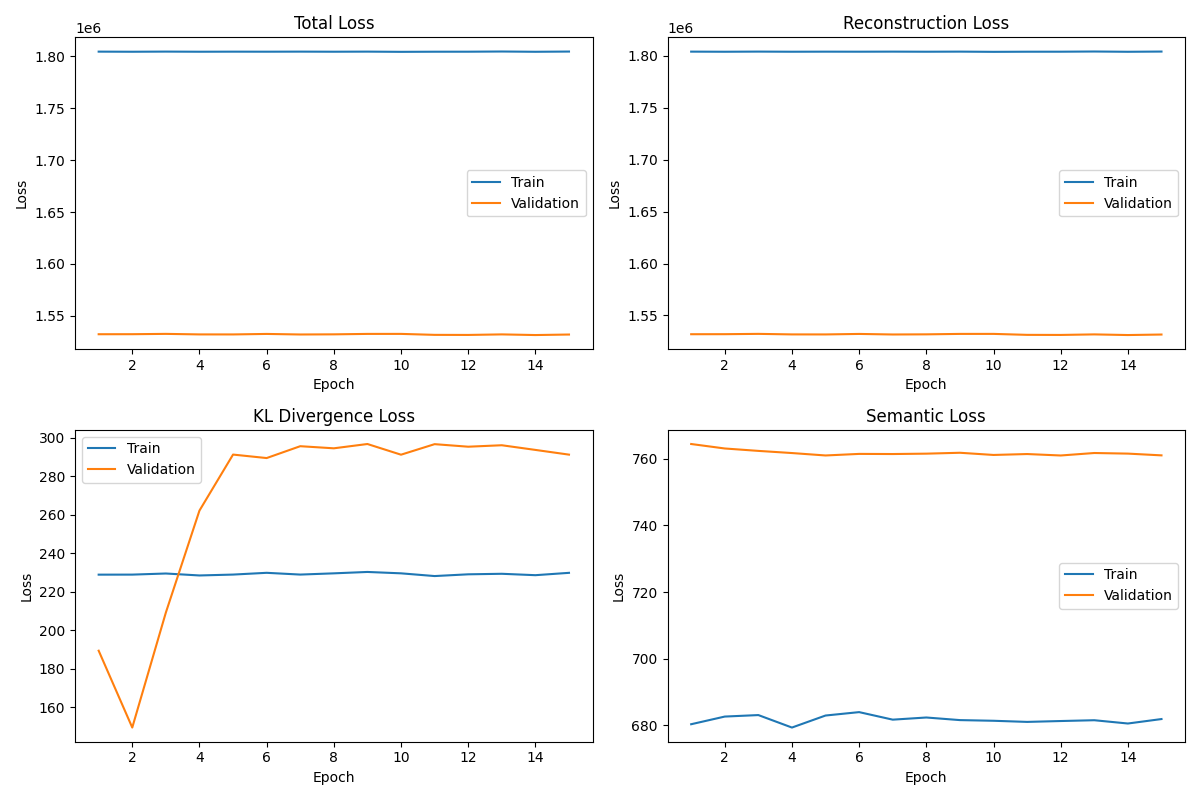 Total Loss
1e6
1.80
1.75
1.70
1.65
1.60
1.55
Loss
Train
Validation
2 4 6 8 10 12 14
Epoch
Reconstruction Loss
1e6
1.80
1.75
1.70
1.65
1.60
1.55
Loss
Train
Validation
2 4 6 8 10 12 14
Epoch
KL Divergence Loss
300
280
260
240
220
200
180
160
Loss
Train
Validation
2 4 6 8 10 12 14
Epoch
Semantic Loss
760
740
720
700
680
Loss
Train
Validation
2 4 6 8 10 12 14
Epoch